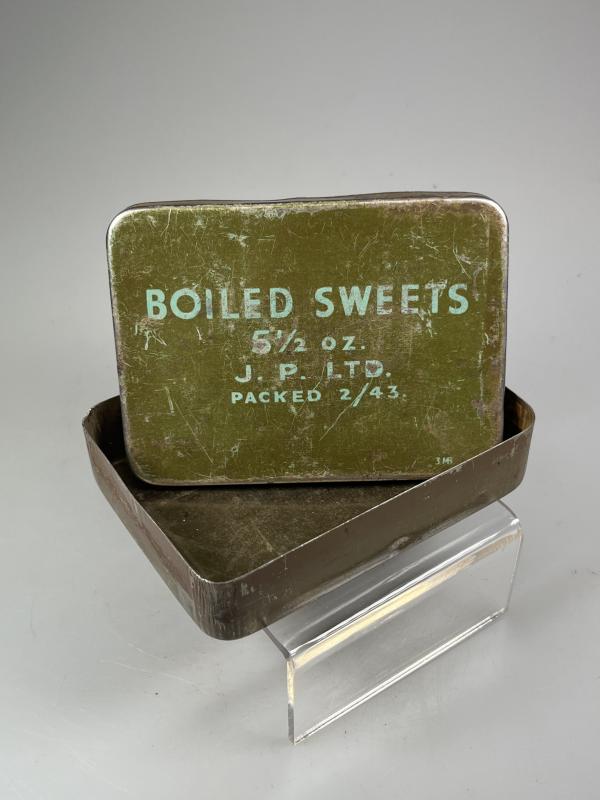 BOILED SWEETS
5½ OZ.
J. P. LTD.
PACKED 2/43.